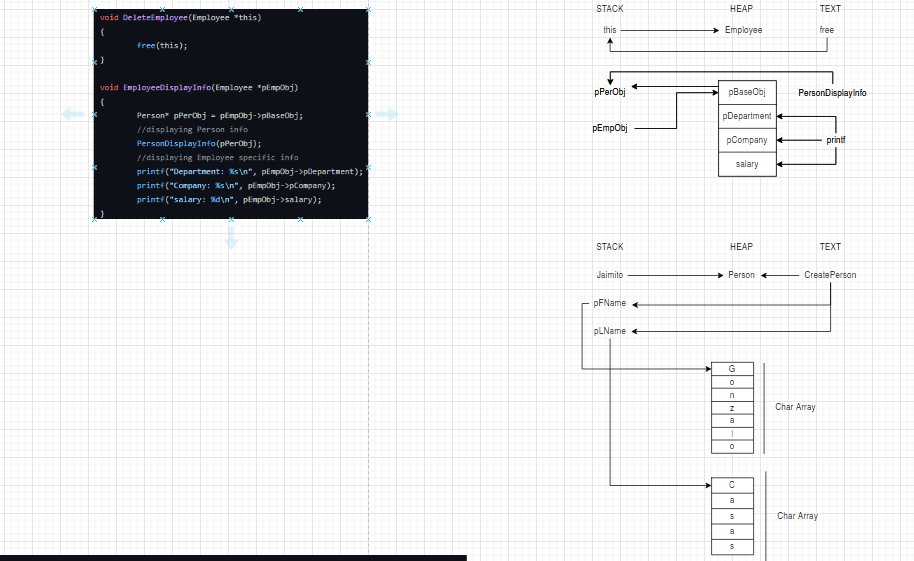 void DeleteEmployee(Employee *this)
{
free(this);
}
void EmployeeDisplayInfo(Employee *pEmpObj)
{
Person* pPerObj = pEmpObj->pBaseObj;
//displaying Person info
PersonDisplayInfo(pPerObj);
//displaying Employee specific info
printf("Department: %s\n", pEmpObj->pDepartment);
printf("Company: %s\n", pEmpObj->pCompany);
printf("salary: %d\n", pEmpObj->salary);
}
STACK HEAP TEXT
this Employee free
pPerObj pBaseObj PersonDisplayInfo
pDepartment
pEmpObj
pCompany printf
salary
STACK HEAP TEXT
Jaimito Person CreatePerson
pFName
pLName
G
o
n
z
a
l
o
Char Array
C
a
s
a
s
Char Array